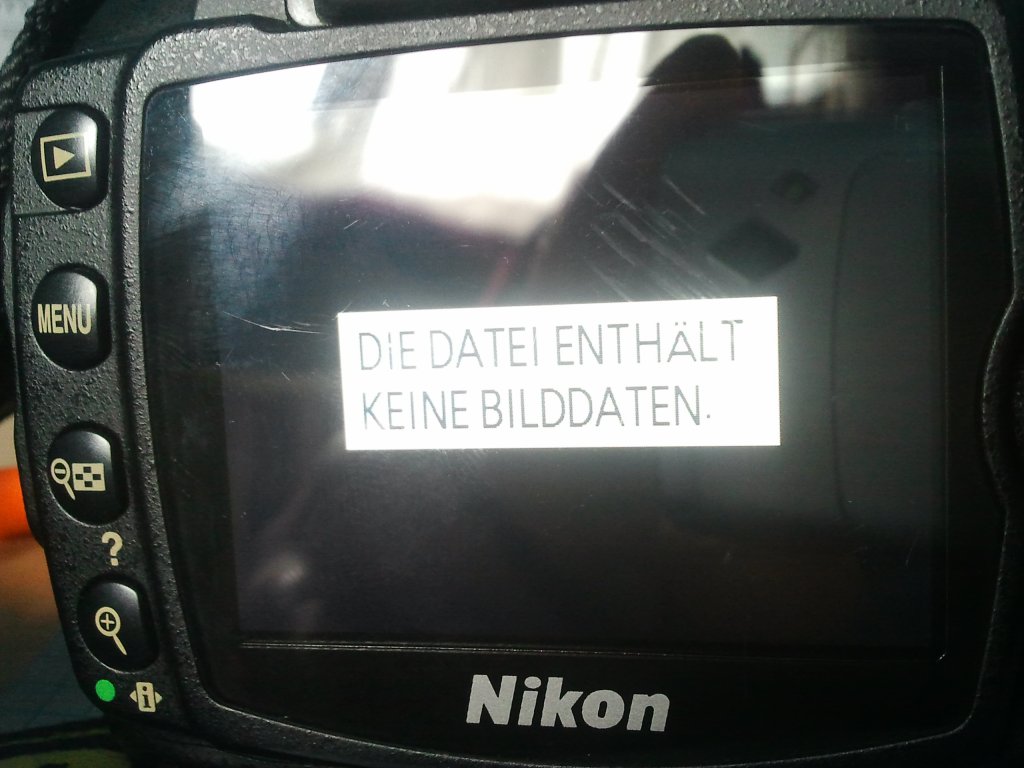 MENU
DIE DATEI ENTHÄLT
KEINE BILDDATEN.
?
Nikon